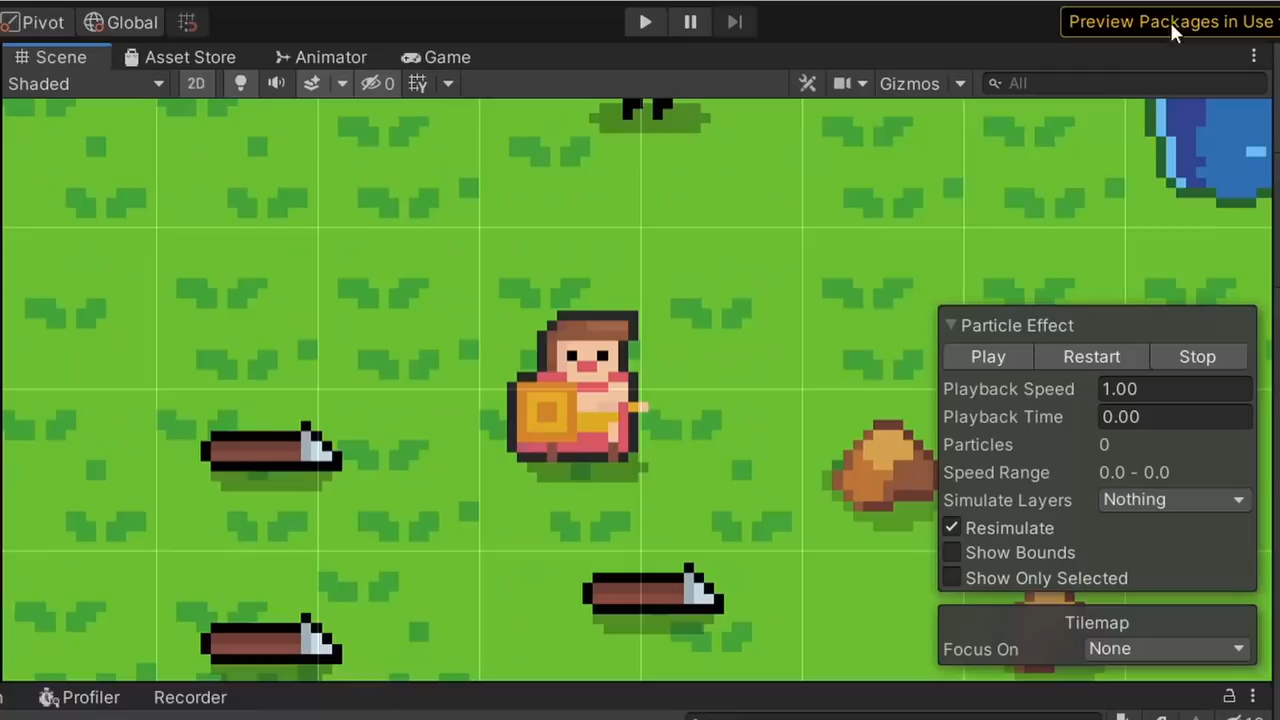 Pivot Global Preview Packages in Use
Scene Asset Store Animator Game
Shaded 2D 0 Gizmos All
Particle Effect
Play Restart Stop
Playback Speed 1.00
Playback Time 0.00
Particles 0
Speed Range 0.0 - 0.0
Simulate Layers Nothing
Resimulate
Show Bounds
Show Only Selected
Tilemap
Focus On None
Profiler Recorder